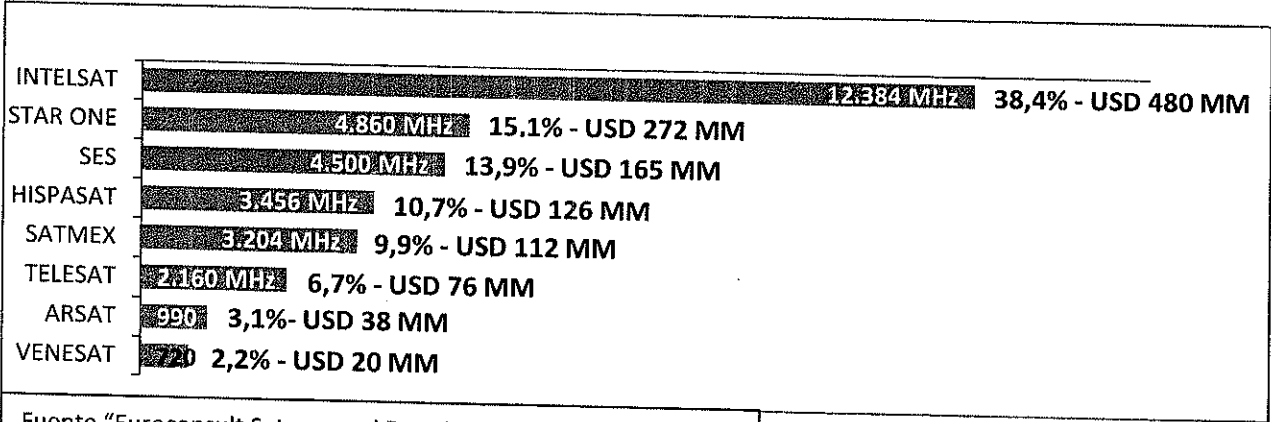 INTELSAT 12.384 MHz 38,4% - USD 480 MM
STAR ONE 4.860 MHz 15,1% - USD 272 MM
SES 4.500 MHz 13,9% - USD 165 MM
HISPASAT 3.456 MHz 10,7% - USD 126 MM
SATMEX 3.204 MHz 9,9% - USD 112 MM
TELESAT 2.160 MHz 6,7% - USD 76 MM
ARSAT 990 3,1%- USD 38 MM
VENESAT 720 2,2% - USD 20 MM
Fuente "Euroconsult